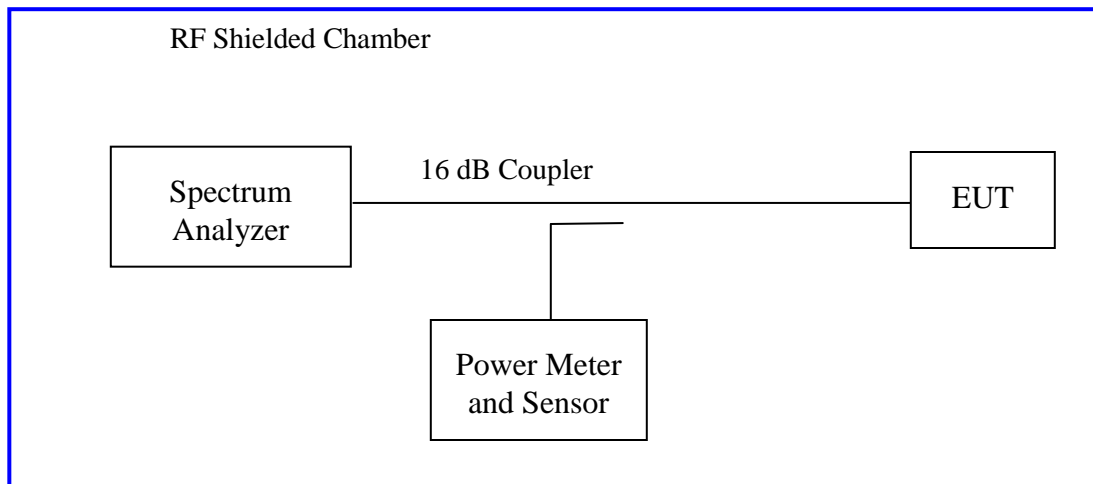 RF Shielded Chamber
16 dB Coupler
Spectrum
Analyzer
EUT
Power Meter
and Sensor